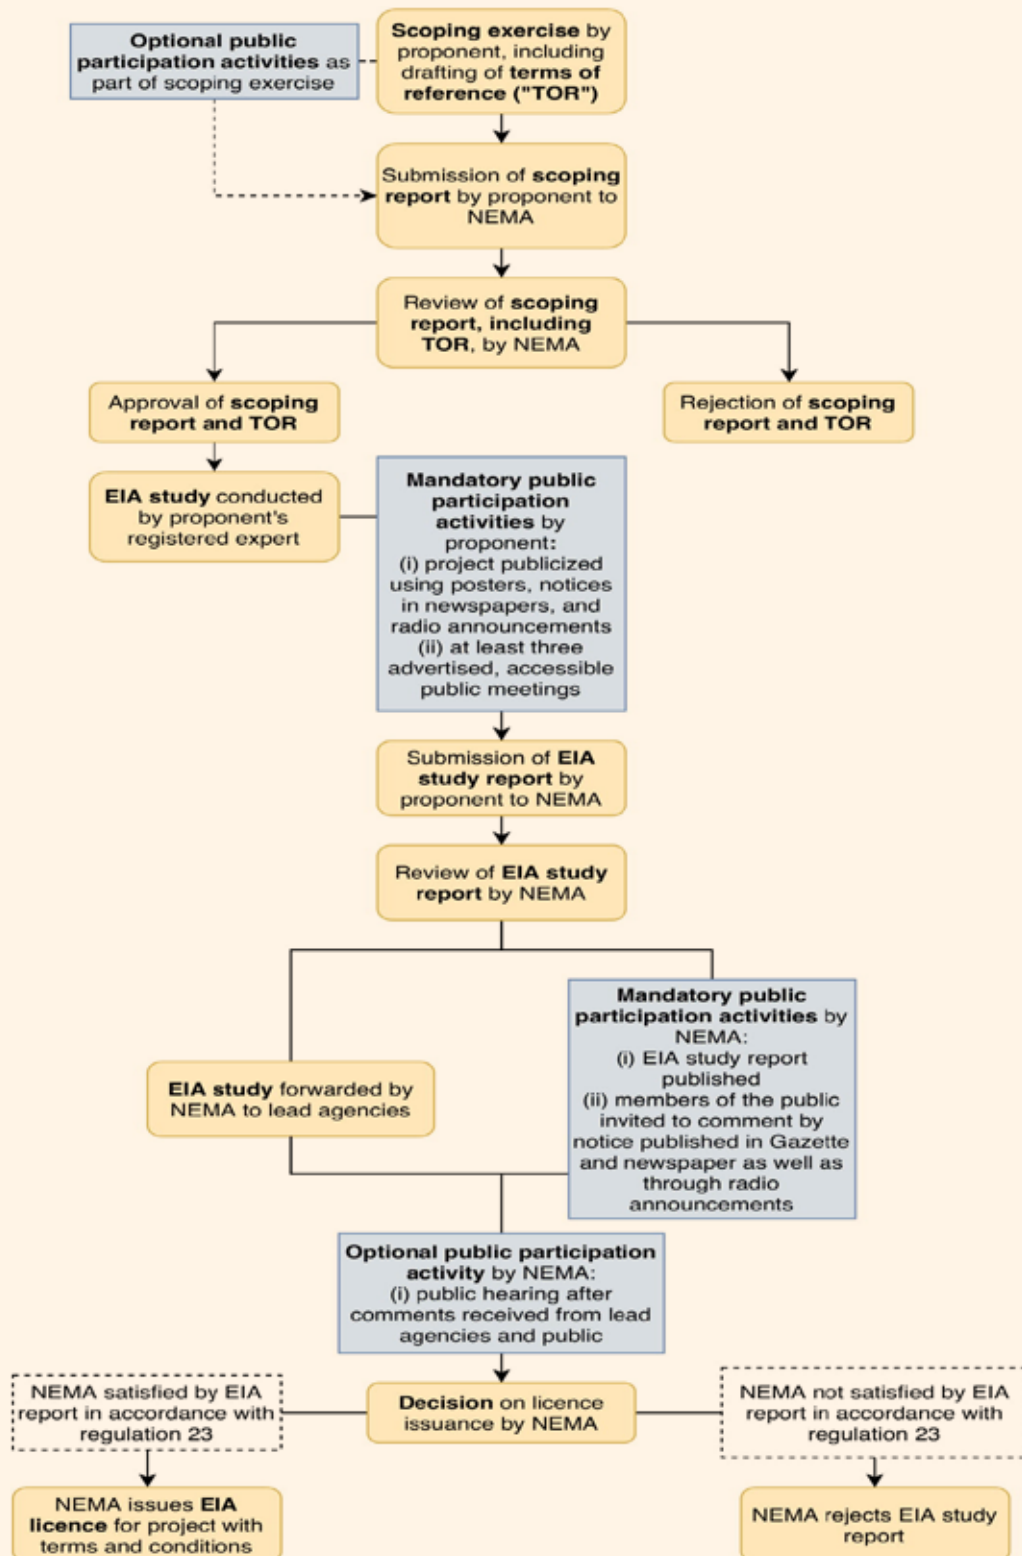 Optional public
participation activities as
part of scoping exercise
Scoping exercise by
proponent, including
drafting of terms of
reference ("TOR")
Submission of scoping
report by proponent to
NEMA
Review of scoping
report, including
TOR, by NEMA
Approval of scoping
report and TOR
Rejection of scoping
report and TOR
EIA study conducted
by proponent's
registered expert
Mandatory public
participation
activities by
proponent:
(i) project publicized
using posters, notices
in newspapers, and
radio announcements
(ii) at least three
advertised, accessible
public meetings
Submission of EIA
study report by
proponent to NEMA
Review of EIA study
report by NEMA
EIA study forwarded by
NEMA to lead agencies
Mandatory public
participation activities by
NEMA:
(i) EIA study report
published
(ii) members of the public
invited to comment by
notice published in Gazette
and newspaper as well as
through radio
announcements
Optional public participation
activity by NEMA:
(i) public hearing after
comments received from lead
agencies and public
NEMA satisfied by EIA
report in accordance with
regulation 23
Decision on licence
issuance by NEMA
NEMA not satisfied by EIA
report in accordance with
regulation 23
NEMA issues EIA
licence for project with
terms and conditions
NEMA rejects EIA study
report